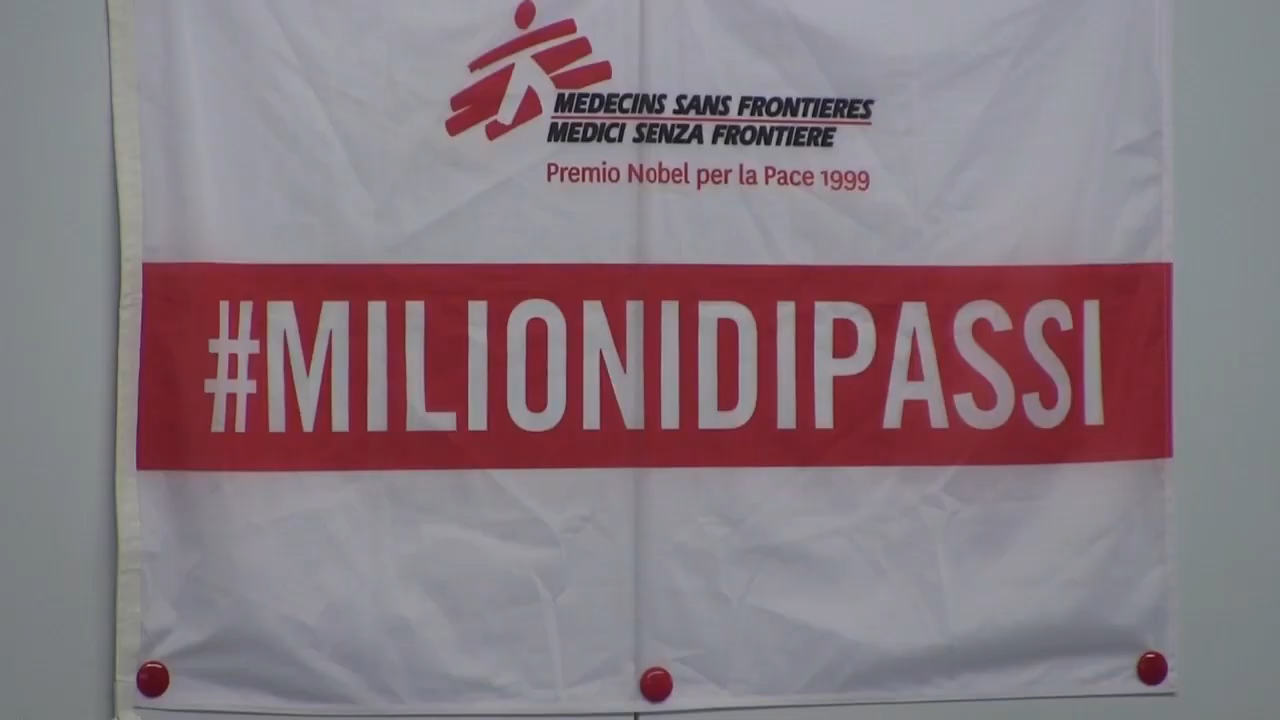 MEDECINS SANS FRONTIERES
MEDICI SENZA FRONTIERE
Premio Nobel per la Pace 1999
#MILIONIDIPASSI